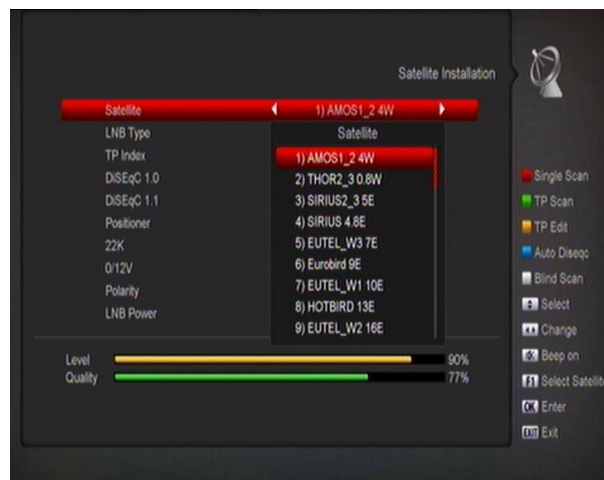 Satellite Installation
Satellite 1) AMOS1_2 4W
LNB Type Satellite
TP Index 1) AMOS1_2 4W
DiSEqC 1.0 2) THOR2_3 0.8W
DiSEqC 1.1 3) SIRIUS2_3 5E
Positioner 4) SIRIUS 4.8E
22K 5) EUTEL_W3 7E
0/12V 6) Eurobird 9E
Polarity 7) EUTEL_W1 10E
LNB Power 8) HOTBIRD 13E
9) EUTEL_W2 16E
Level 90%
Quality 77%
Single Scan
TP Scan
TP Edit
Auto Diseqc
Blind Scan
Select
Change
Beep on
F1 Select Satellite
OK Enter
EXIT Exit